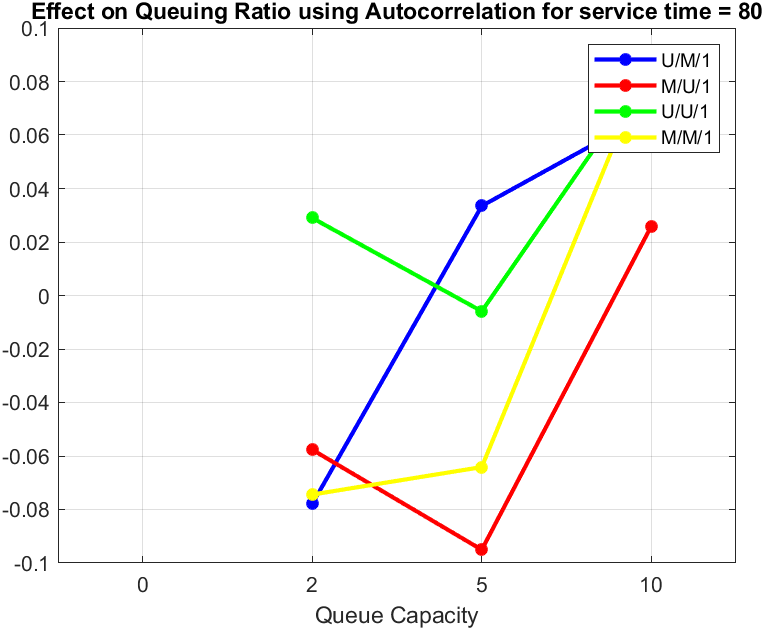 Effect on Queuing Ratio using Autocorrelation for service time = 80
0.1
0.08
0.06
0.04
0.02
0
-0.02
-0.04
-0.06
-0.08
-0.1
U/M/1
M/U/1
U/U/1
M/M/1
0 2 5 10
Queue Capacity